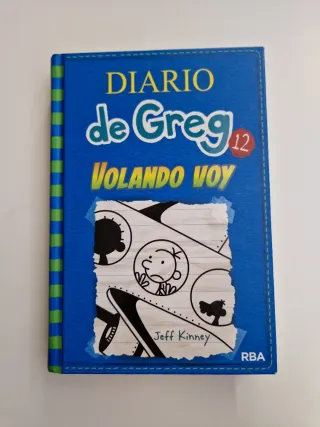 DIARIO
de Greg
12
VOLANDO VOY
Jeff Kinney
RBA